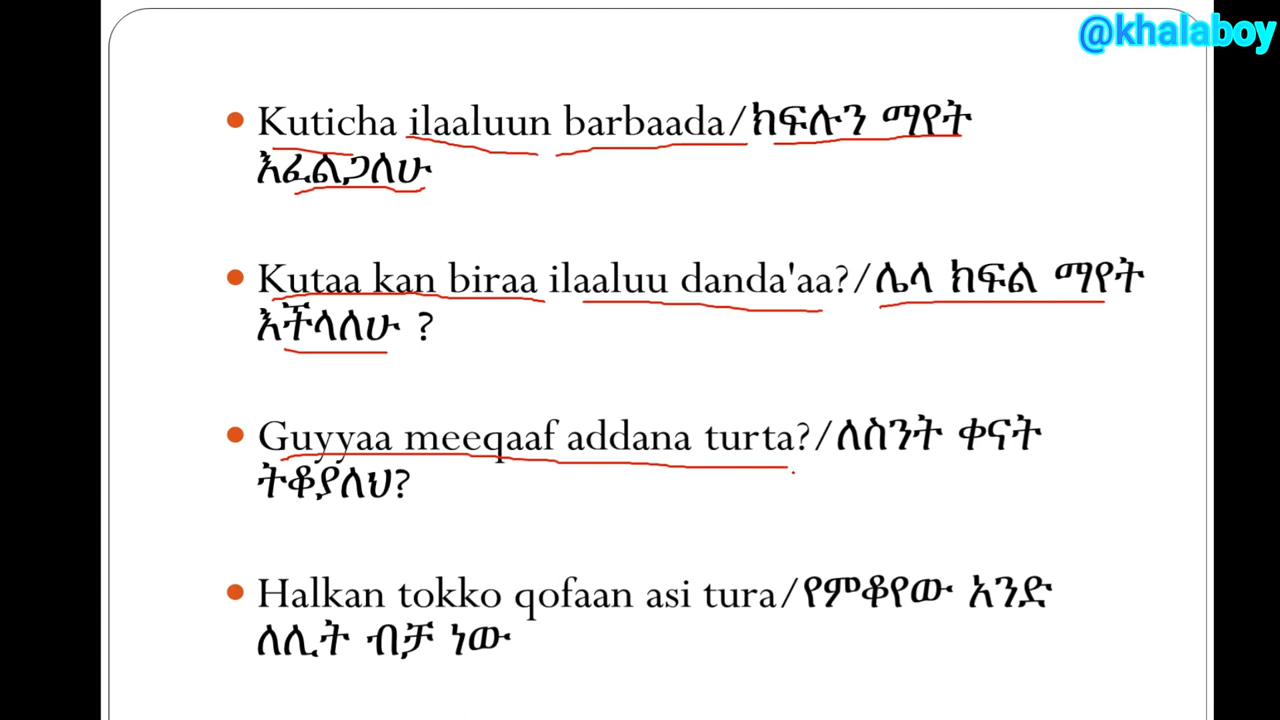 @khalaboy
Kuticha ilaaluun barbaada/ክፍሉን ማየት
እፈልጋለሁ
Kutaa kan biraa ilaaluu danda'aa?/ሌላ ክፍል ማየት
እችላለሁ ?
Guyyaa meeqaaf addana turta?/ለስንት ቀናት
ትቆያለህ?
Halkan tokko qofaan asi tura/የምቆየው አንድ
ለሊት ብቻ ነው